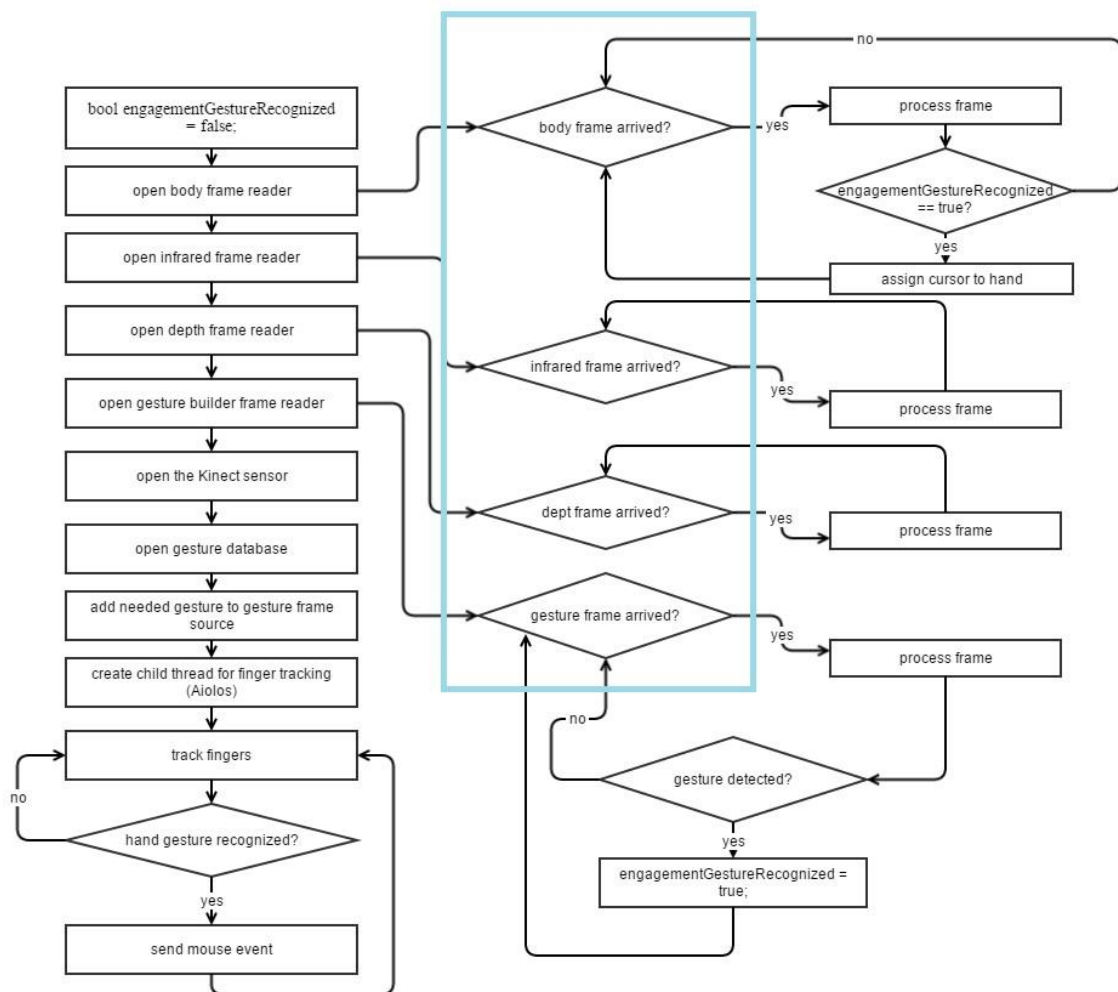 bool engagementGestureRecognized
= false;
open body frame reader
open infrared frame reader
open depth frame reader
open gesture builder frame reader
open the Kinect sensor
open gesture database
add needed gesture to gesture frame
source
create child thread for finger tracking
(Aiolos)
track fingers
no
hand gesture recognized?
yes
send mouse event
no
body frame arrived?
yes
process frame
engagementGestureRecognized
== true?
yes
assign cursor to hand
infrared frame arrived?
yes
process frame
dept frame arrived?
yes
process frame
gesture frame arrived?
yes
process frame
no
gesture detected?
yes
engagementGestureRecognized =
true;